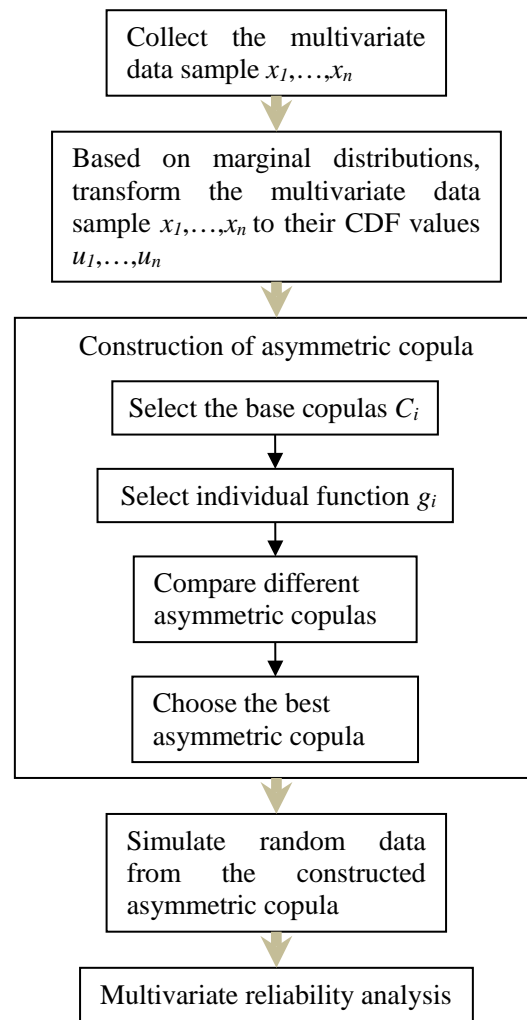 Collect the multivariate
data sample x1,…,xn
Based on marginal distributions,
transform the multivariate data
sample x1,…,xn to their CDF values
u1,…,un
Construction of asymmetric copula
Select the base copulas Ci
Select individual function gi
Compare different
asymmetric copulas
Choose the best
asymmetric copula
Simulate random data
from the constructed
asymmetric copula
Multivariate reliability analysis